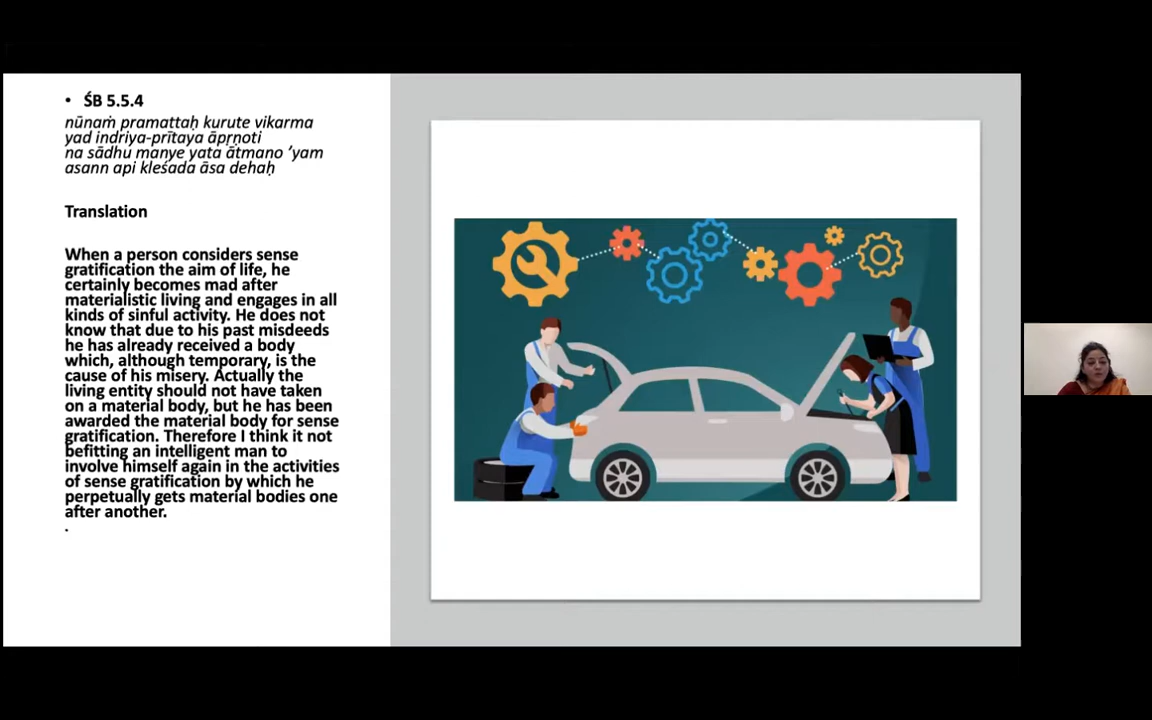 • ŚB 5.5.4
nūnaṁ pramattaḥ kurute vikarma
yad indriya-prītaya āpṛṇoti
na sādhu manye yata ātmano ’yam
asann api kleśada āsa dehaḥ
Translation
When a person considers sense
gratification the aim of life, he
certainly becomes mad after
materialistic living and engages in all
kinds of sinful activity. He does not
know that due to his past misdeeds
he has already received a body
which, although temporary, is the
cause of his misery. Actually the
living entity should not have taken
on a material body, but he has been
awarded the material body for sense
gratification. Therefore I think it not
befitting an intelligent man to
involve himself again in the activities
of sense gratification by which he
perpetually gets material bodies one
after another.
.